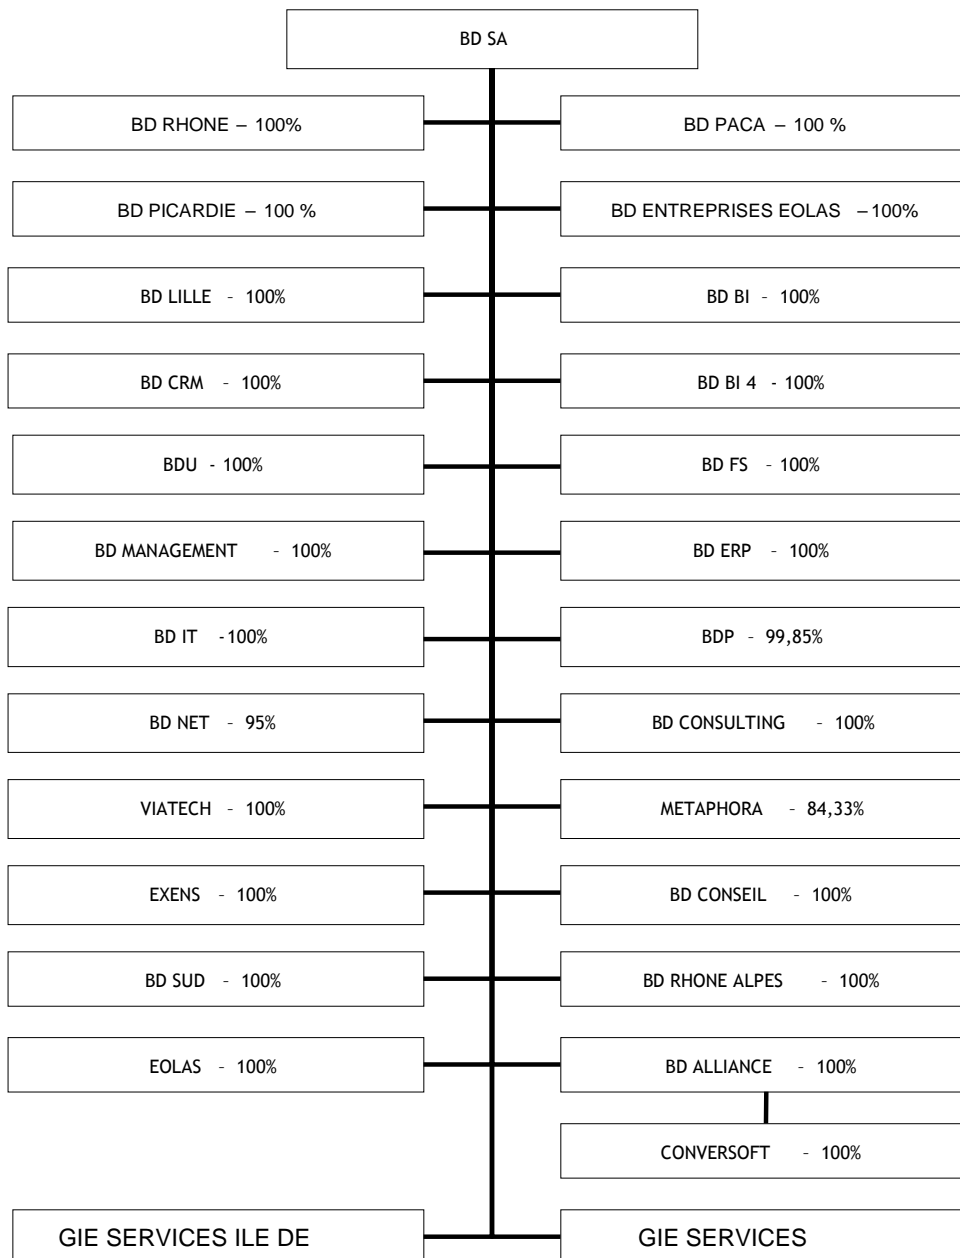 BD SA
BD RHONE – 100%
BD PACA – 100 %
BD PICARDIE – 100 %
BD ENTREPRISES EOLAS –100%
BD LILLE - 100%
BD BI - 100%
BD CRM - 100%
BD BI 4 - 100%
BDU - 100%
BD FS - 100%
BD MANAGEMENT - 100%
BD ERP - 100%
BD IT -100%
BDP - 99,85%
BD NET - 95%
BD CONSULTING - 100%
VIATECH - 100%
METAPHORA - 84,33%
EXENS - 100%
BD CONSEIL - 100%
BD SUD - 100%
BD RHONE ALPES - 100%
EOLAS - 100%
BD ALLIANCE - 100%
CONVERSOFT - 100%
GIE SERVICES ILE DE
GIE SERVICES